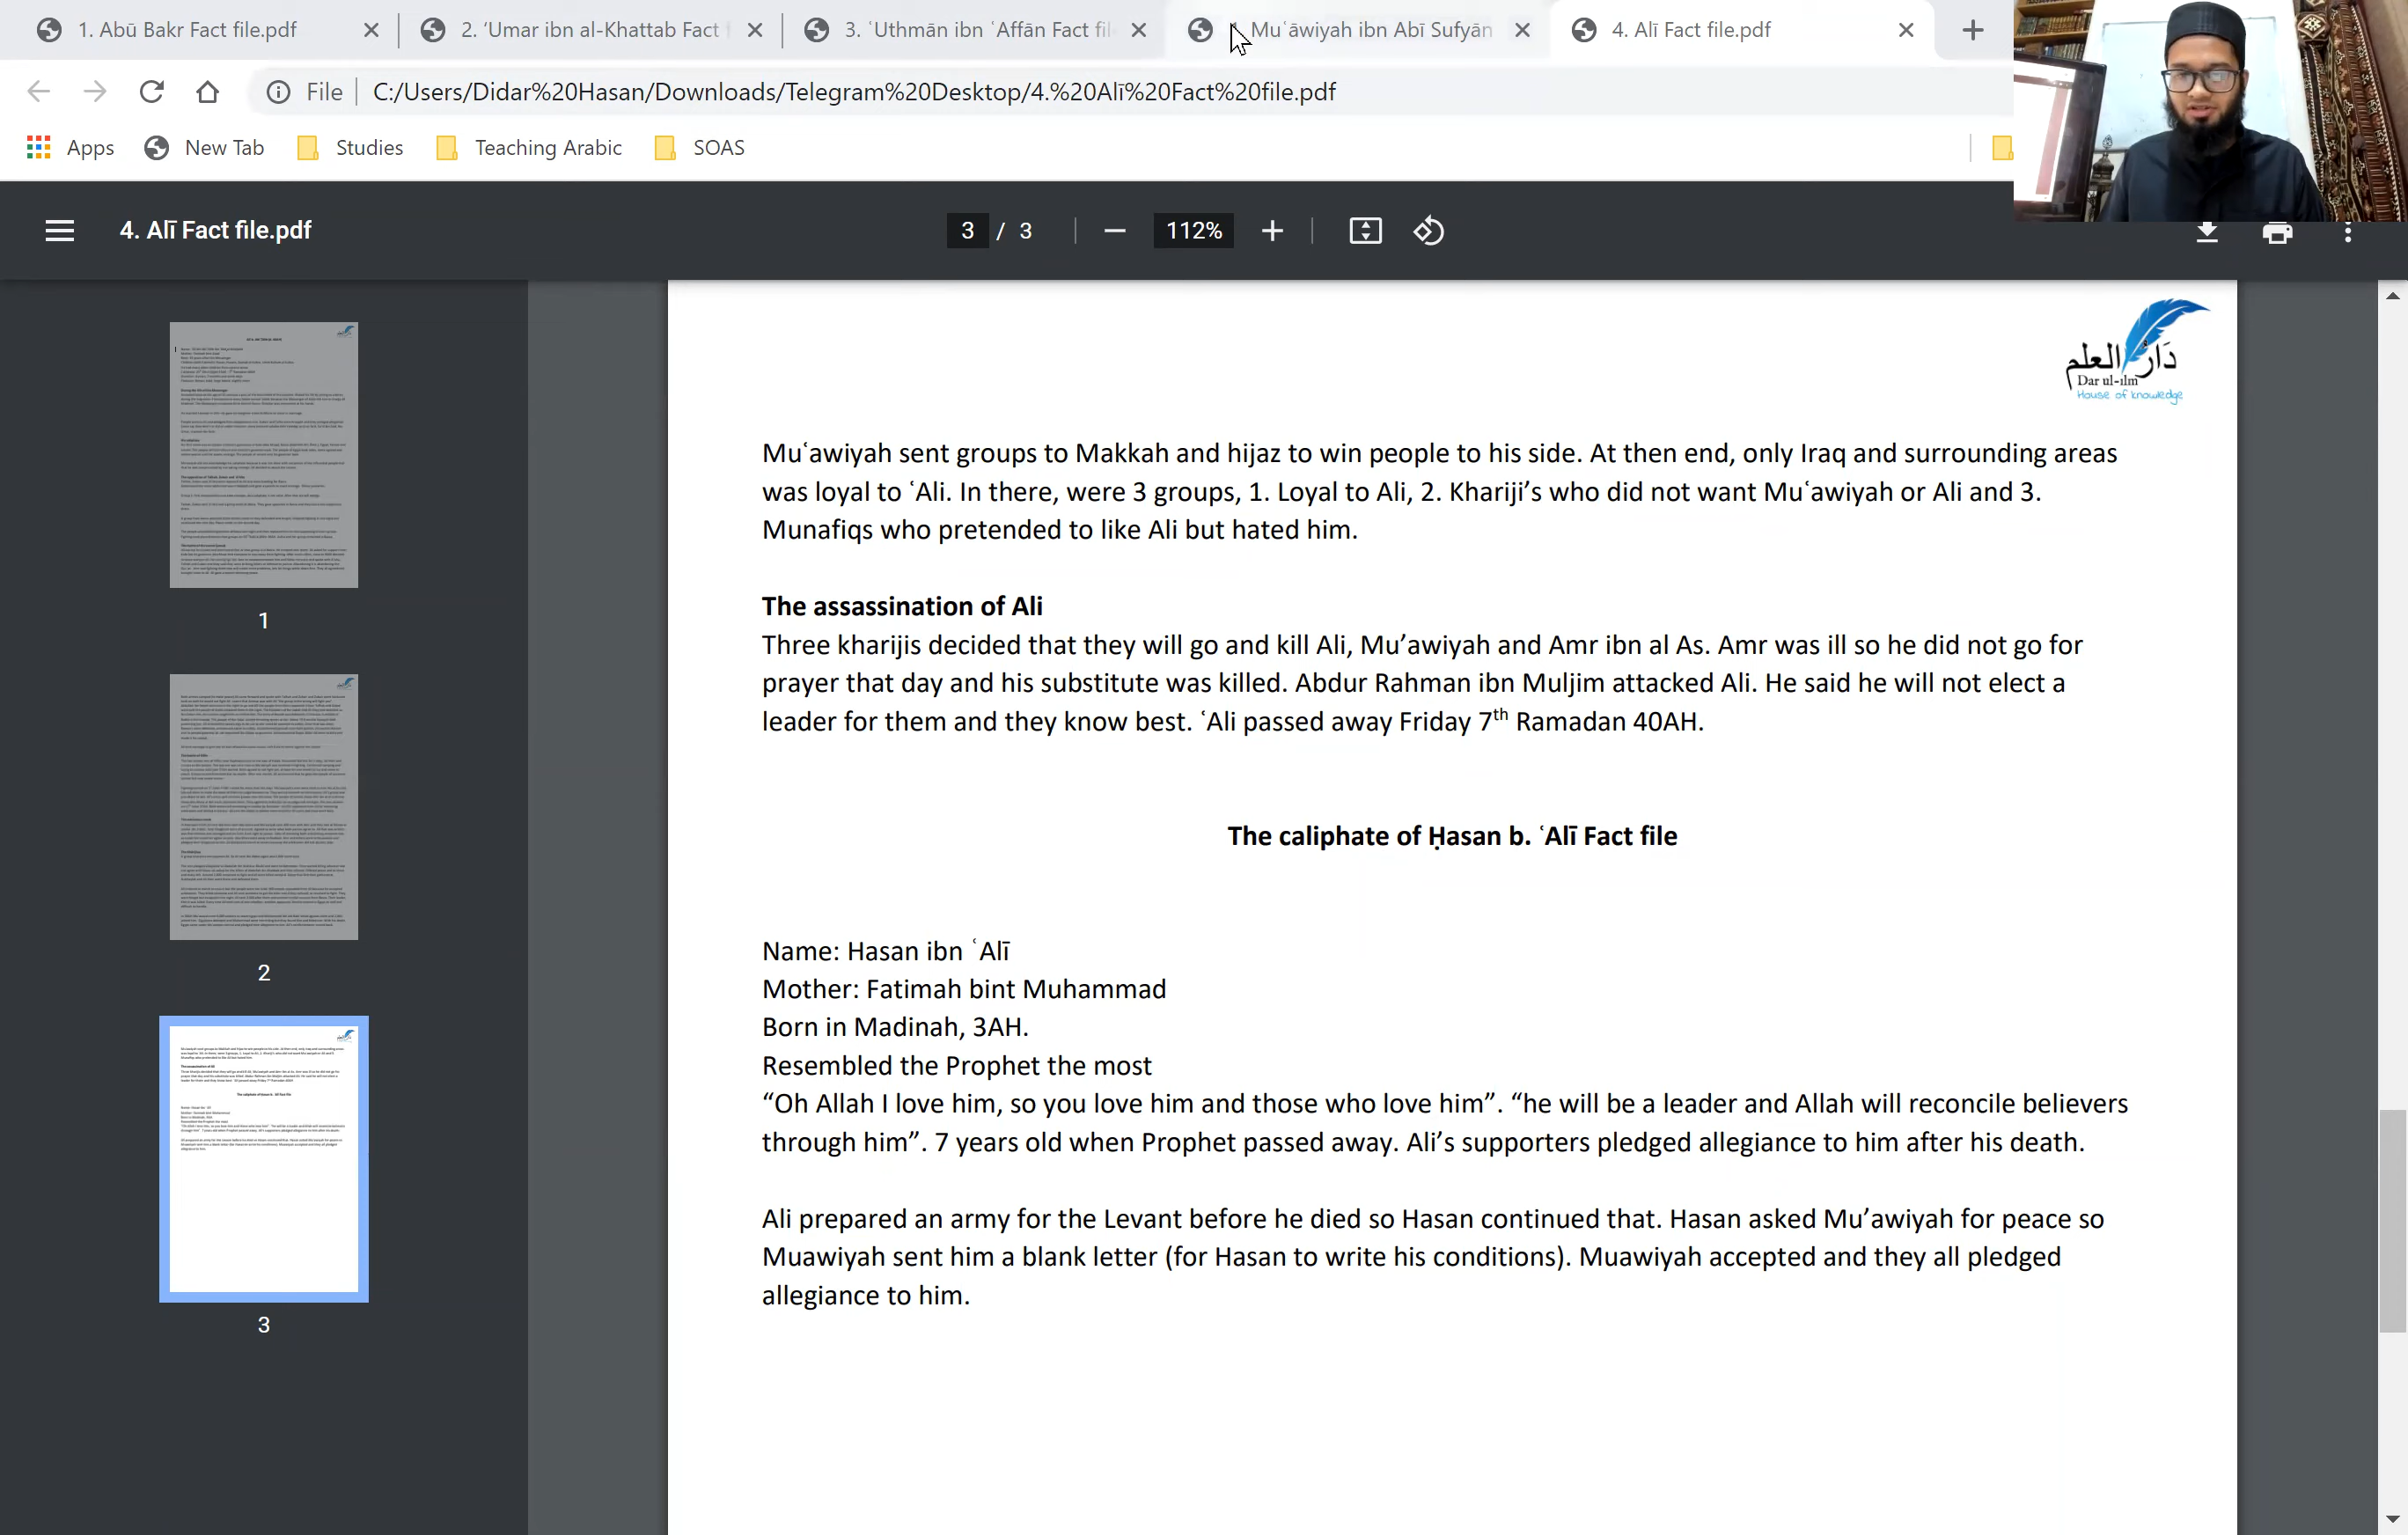 1. Abū Bakr Fact file.pdf
2. ʻUmar ibn al-Khattab Fact
3. ʿUthmān ibn ʿAffān Fact fil
Muʿāwiyah ibn Abī Sufyān
4. Alī Fact file.pdf
File
C:/Users/Didar%20Hasan/Downloads/Telegram%20Desktop/4.%20Alī%20Fact%20file.pdf
Apps
New Tab
Studies
Teaching Arabic
SOAS
4. Alī Fact file.pdf
3 / 3
112%
1
2
3
دَارُ العلم
Dar ul-ilm
House of knowledge
Muʿawiyah sent groups to Makkah and hijaz to win people to his side. At then end, only Iraq and surrounding areas
was loyal to ʿAli. In there, were 3 groups, 1. Loyal to Ali, 2. Khariji’s who did not want Muʿawiyah or Ali and 3.
Munafiqs who pretended to like Ali but hated him.
The assassination of Ali
Three kharijis decided that they will go and kill Ali, Mu’awiyah and Amr ibn al As. Amr was ill so he did not go for
prayer that day and his substitute was killed. Abdur Rahman ibn Muljim attacked Ali. He said he will not elect a
leader for them and they know best. ʿAli passed away Friday 7th Ramadan 40AH.
The caliphate of Ḥasan b. ʿAlī Fact file
Name: Hasan ibn ʿAlī
Mother: Fatimah bint Muhammad
Born in Madinah, 3AH.
Resembled the Prophet the most
“Oh Allah I love him, so you love him and those who love him”. “he will be a leader and Allah will reconcile believers
through him”. 7 years old when Prophet passed away. Ali’s supporters pledged allegiance to him after his death.
Ali prepared an army for the Levant before he died so Hasan continued that. Hasan asked Mu’awiyah for peace so
Muawiyah sent him a blank letter (for Hasan to write his conditions). Muawiyah accepted and they all pledged
allegiance to him.